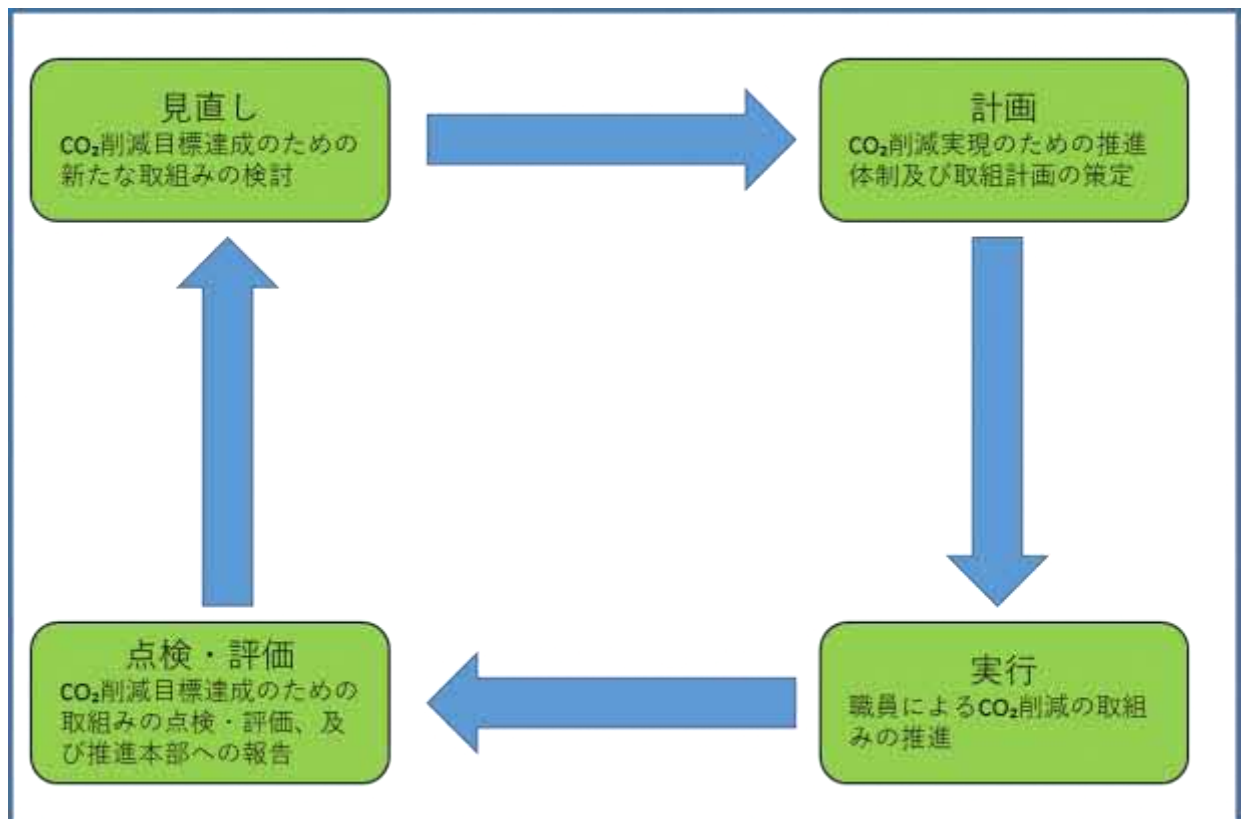 見直し
CO₂削減目標達成のための
新たな取組みの検討
計画
CO₂削減実現のための推進
体制及び取組計画の策定
点検・評価
CO₂削減目標達成のための
取組みの点検・評価、及
び推進本部への報告
実行
職員によるCO₂削減の取組
みの推進